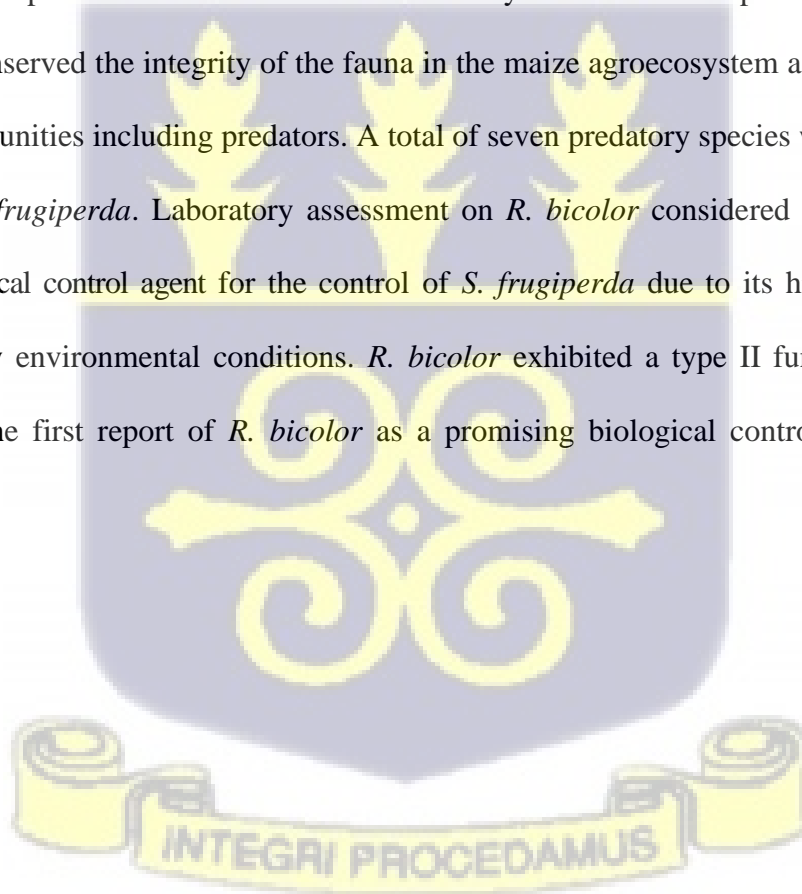 nserved the integrity of the fauna in the maize agroecosystem a
unities including predators. A total of seven predatory species
frugiperda. Laboratory assessment on R. bicolor considered
cal control agent for the control of S. frugiperda due to its h
environmental conditions. R. bicolor exhibited a type II fu
e first report of R. bicolor as a promising biological contro
INTEGRI PROCEDAMUS